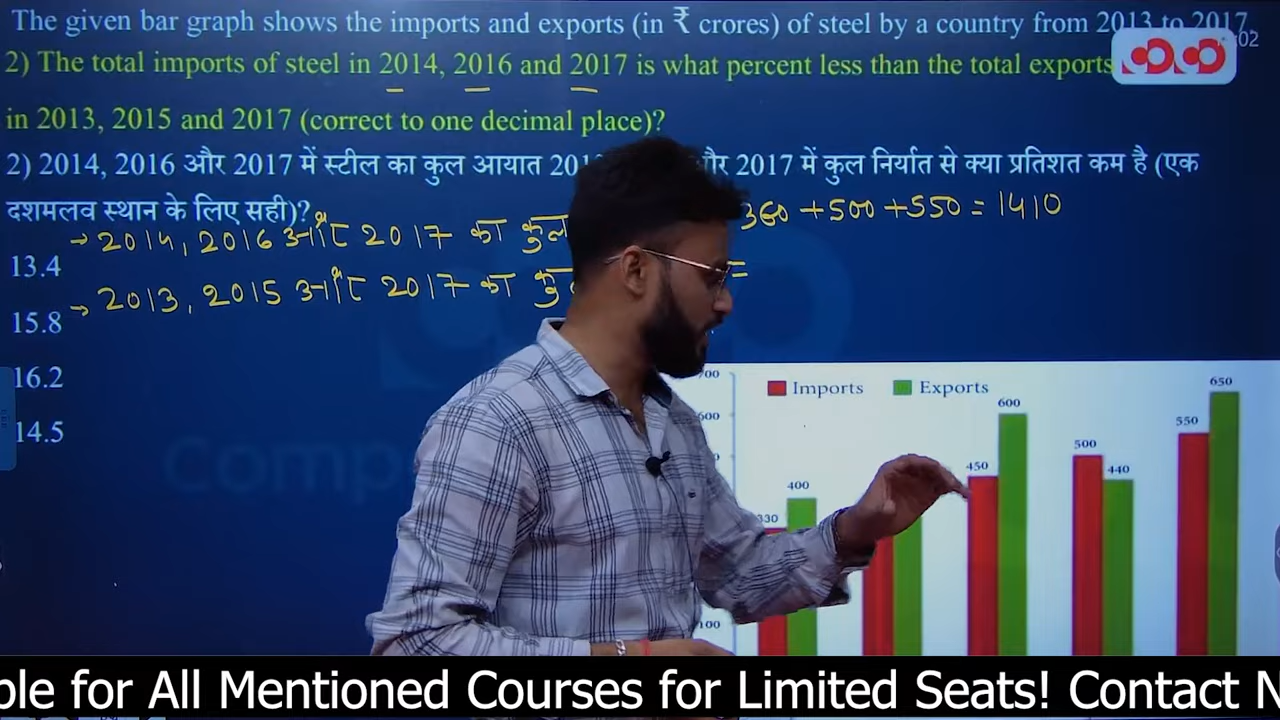 The given bar graph shows the imports and exports (in ₹ crores) of steel by a country from 2013 to 2017.
2) The total imports of steel in 2014, 2016 and 2017 is what percent less than the total exports
in 2013, 2015 and 2017 (correct to one decimal place)?
2) 2014, 2016 और 2017 में स्टील का कुल आयात 2017 में कुल निर्यात से क्या प्रतिशत कम है (एक
दशमलव स्थान के लिए सही)?
→ 2014, 2016 और 2017 का कुल 360 +500 +550 = 1410
13.4
→ 2013, 2015 और 2017 का =
15.8
16.2
14.5
700
Imports Exports
650
600
600
550
500
450
440
400
330
100
ble for All Mentioned Courses for Limited Seats! Contact N